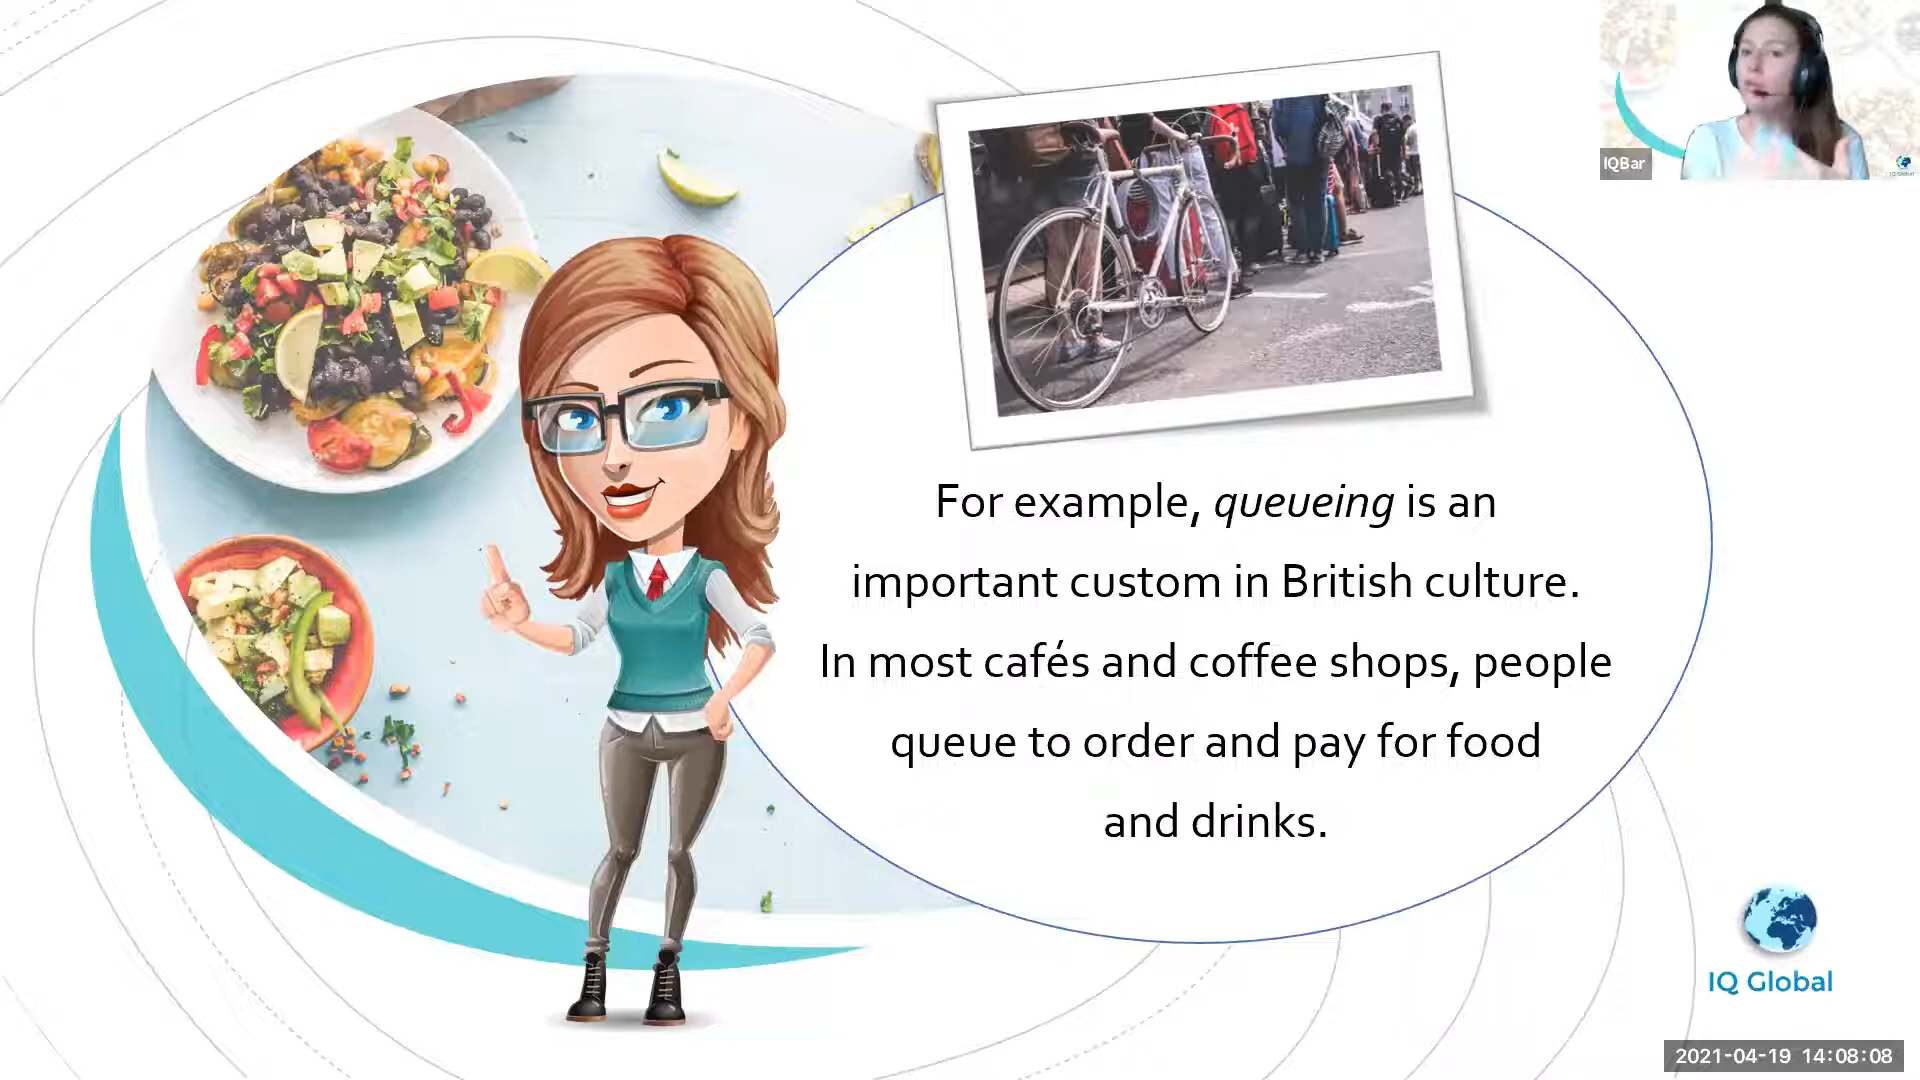 IQBar
For example, queueing is an
important custom in British culture.
In most cafés and coffee shops, people
queue to order and pay for food
and drinks.
IQ Global
2021-04-19 14:08:08